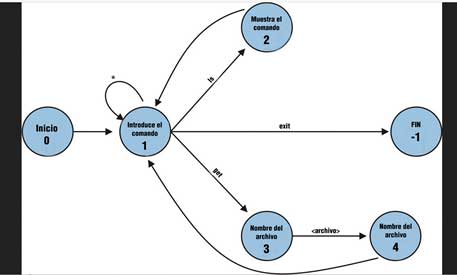 Muestra el
comando
2
*
ls
Inicio
0
Introduce el
comando
1
exit
FIN
-1
get
Nombre del
archivo
3
<archivo>
Nombre del
archivo
4